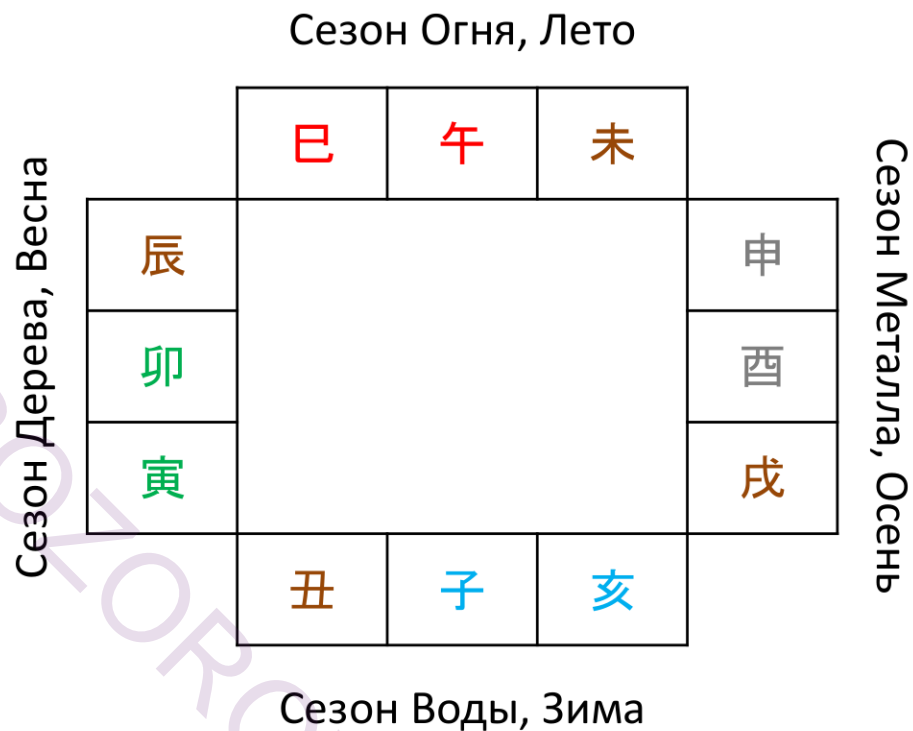 Сезон Огня, Лето
巳 午 未
Сезон Дерева, Весна
辰
卯
寅
申
酉
戌
Сезон Металла, Осень
丑 子 亥
Сезон Воды, Зима